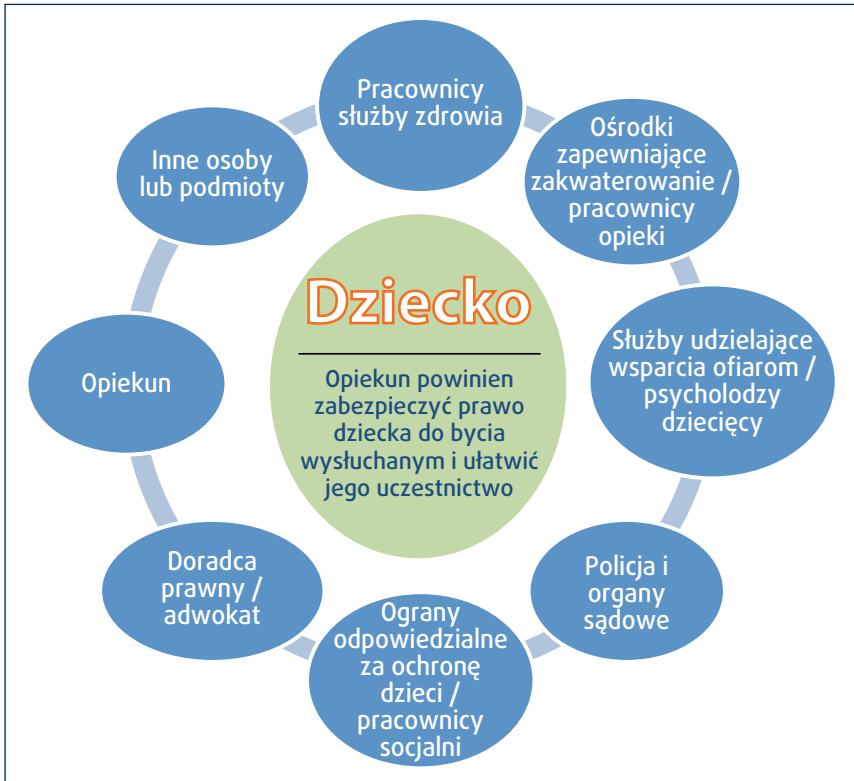 Pracownicy
służby zdrowia
Ośrodki
zapewniające
zakwaterowanie /
pracownicy
opieki
Służby udzielające
wsparcia ofiarom /
psycholodzy
dziecięcy
Policja i
organy
sądowe
Ograny
odpowiedzialne
za ochronę
dzieci /
pracownicy
socjalni
Doradca
prawny /
adwokat
Opiekun
Inne osoby
lub podmioty
Dziecko
Opiekun powinien
zabezpieczyć prawo
dziecka do bycia
wysłuchanym i ułatwić
jego uczestnictwo